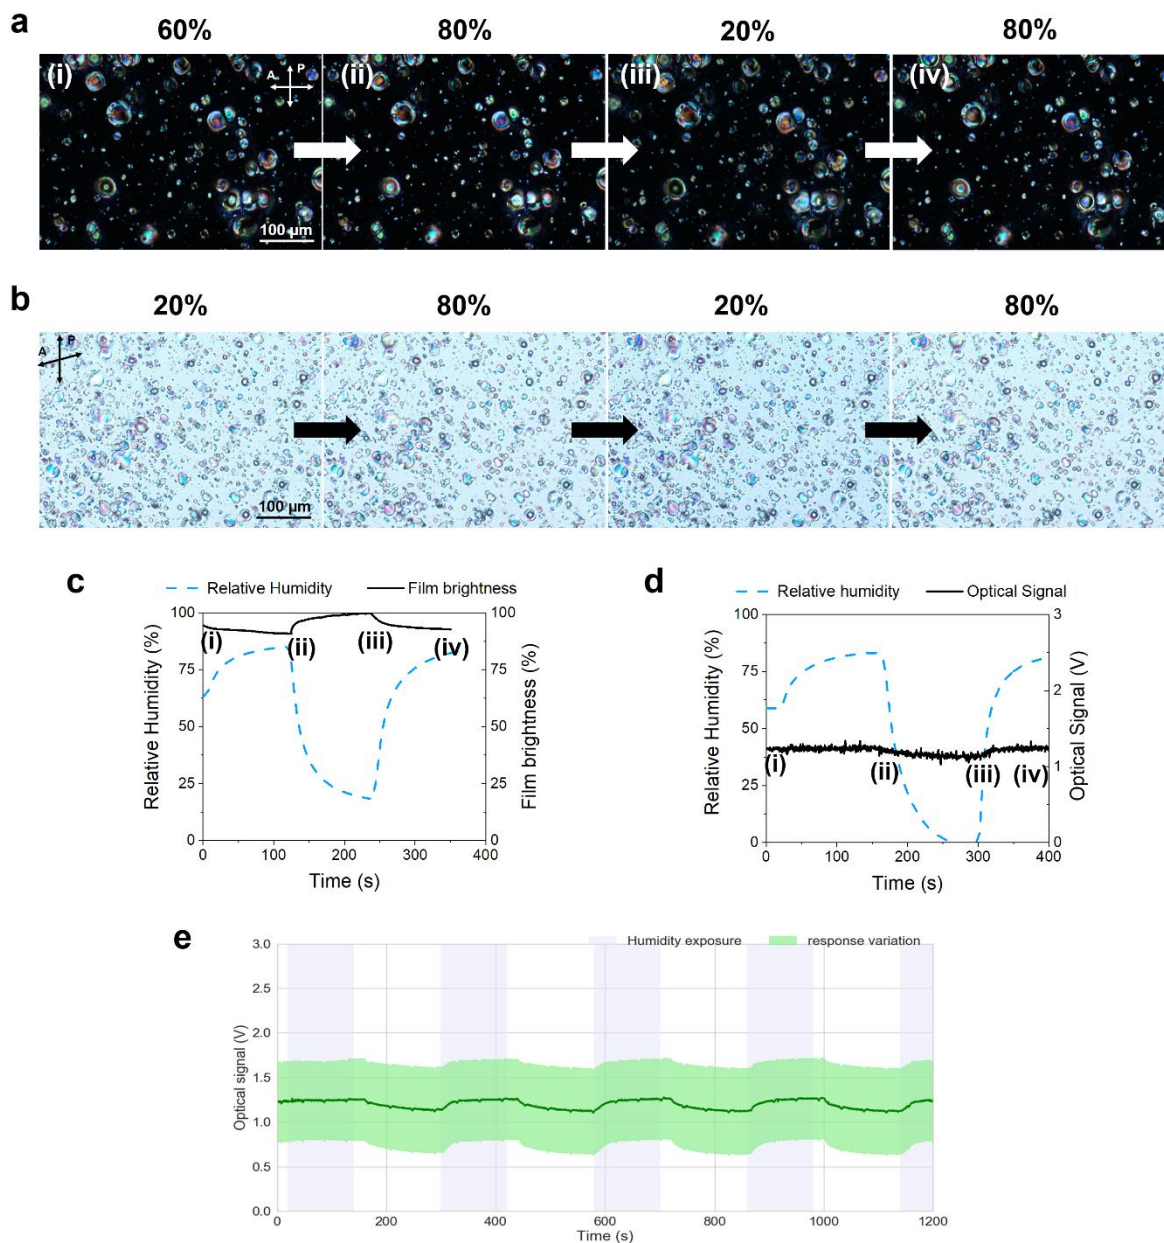 a
60%
80%
20%
80%
(i)
A
P
(ii)
(iii)
(iv)
100 µm
b
20%
80%
20%
80%
A
P
100 µm
c
Relative Humidity
Film brightness
Relative Humidity (%)
100
75
50
25
0
(i)
(ii)
(iii)
(iv)
100
75
50
25
0
Film brightness (%)
0
100
200
300
400
Time (s)
d
Relative humidity
Optical Signal
Relative Humidity (%)
100
75
50
25
0
(i)
(ii)
(iii)
(iv)
3
2
1
0
Optical Signal (V)
0
100
200
300
400
Time (s)
e
Humidity exposure
response variation
Optical signal (V)
3.0
2.5
2.0
1.5
1.0
0.5
0.0
0
200
400
600
800
1000
1200
Time (s)